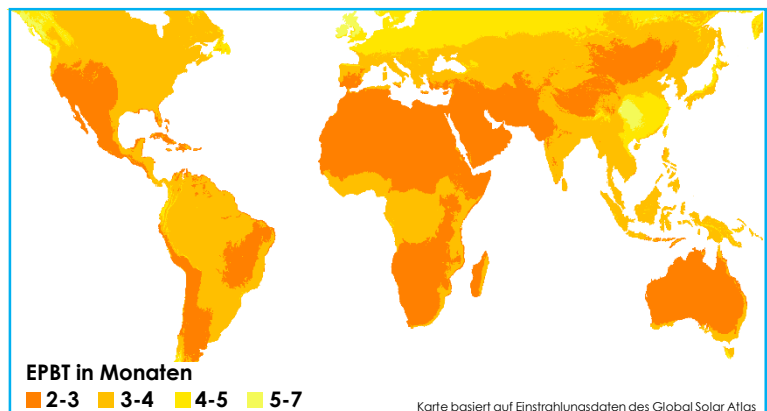 EPBT in Monaten
2-3 3-4 4-5 5-7
Karte basiert auf Einstrahlungsdaten des Global Solar Atlas